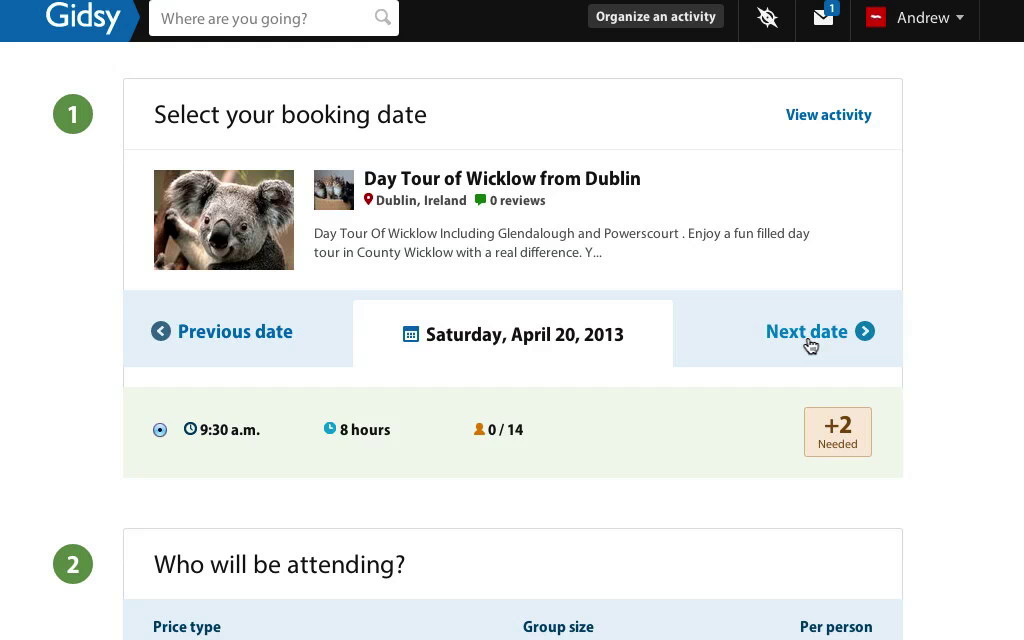 Gidsy
Where are you going?
Organize an activity
1
Andrew
1
Select your booking date
View activity
Day Tour of Wicklow from Dublin
Dublin, Ireland 0 reviews
Day Tour Of Wicklow Including Glendalough and Powerscourt . Enjoy a fun filled day
tour in County Wicklow with a real difference. Y...
Previous date
Saturday, April 20, 2013
Next date
9:30 a.m.
8 hours
0 / 14
+2
Needed
2
Who will be attending?
Price type
Group size
Per person